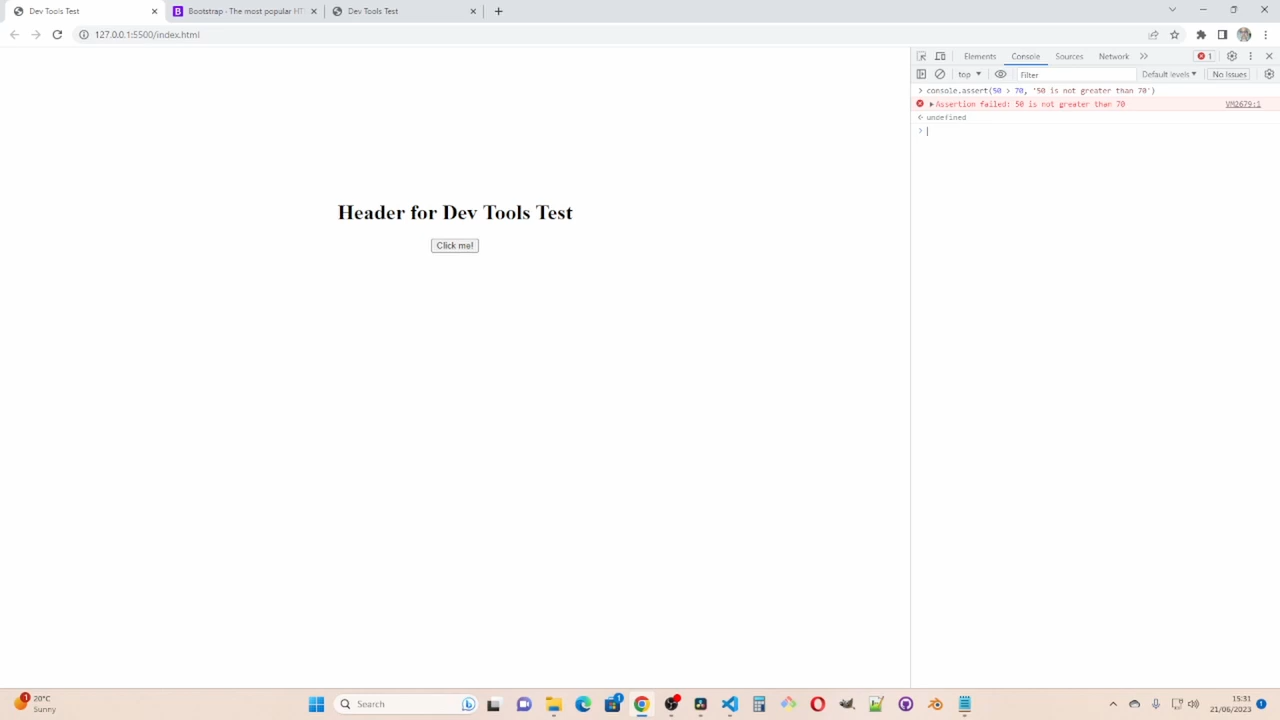 Dev Tools Test
Bootstrap · The most popular HT
Dev Tools Test
127.0.0.1:5500/index.html
Elements Console Sources Network 1
top Filter Default levels No Issues
console.assert(50 > 70, '50 is not greater than 70')
Assertion failed: 50 is not greater than 70 VM2679:1
undefined
Header for Dev Tools Test
Click me!
1 20°C
Sunny
Search
1
15:31
21/06/2023
1